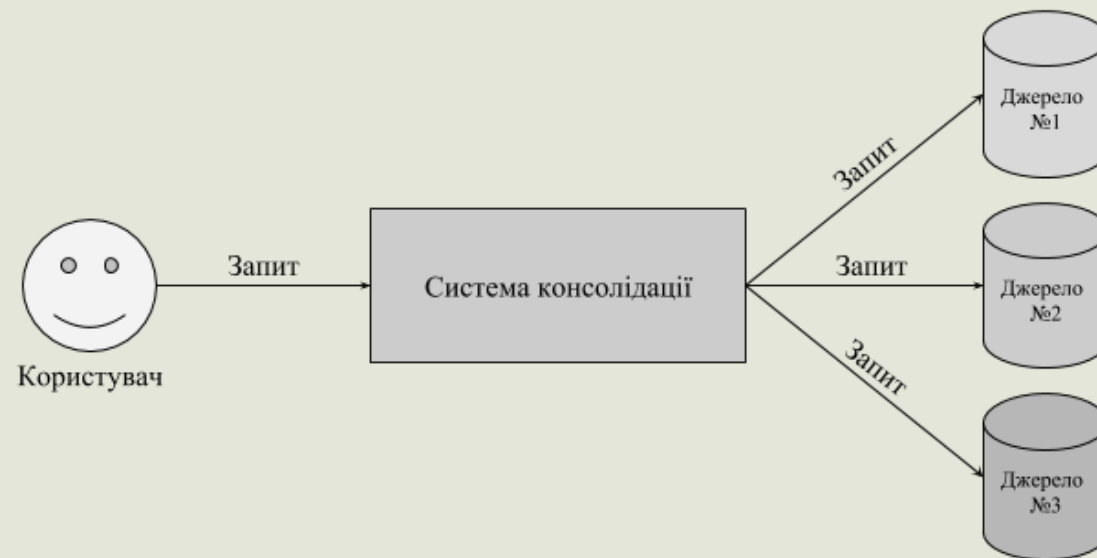 Користувач
Запит
Система консолідації
Запит
Запит
Запит
Джерело
№1
Джерело
№2
Джерело
№3